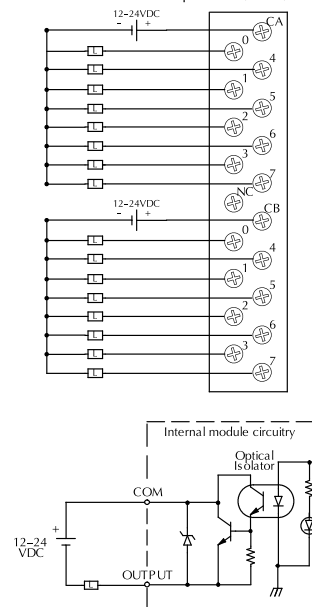 12–24VDC
CA
- +
0
L
4
L
1
L
5
L
2
L
6
L
3
L
7
L
NC
12–24VDC
CB
- +
0
L
4
L
1
L
5
L
2
L
6
L
3
L
7
L
Internal module circuitry
Optical
Isolator
COM
+
12–24
VDC
L
OUTPUT